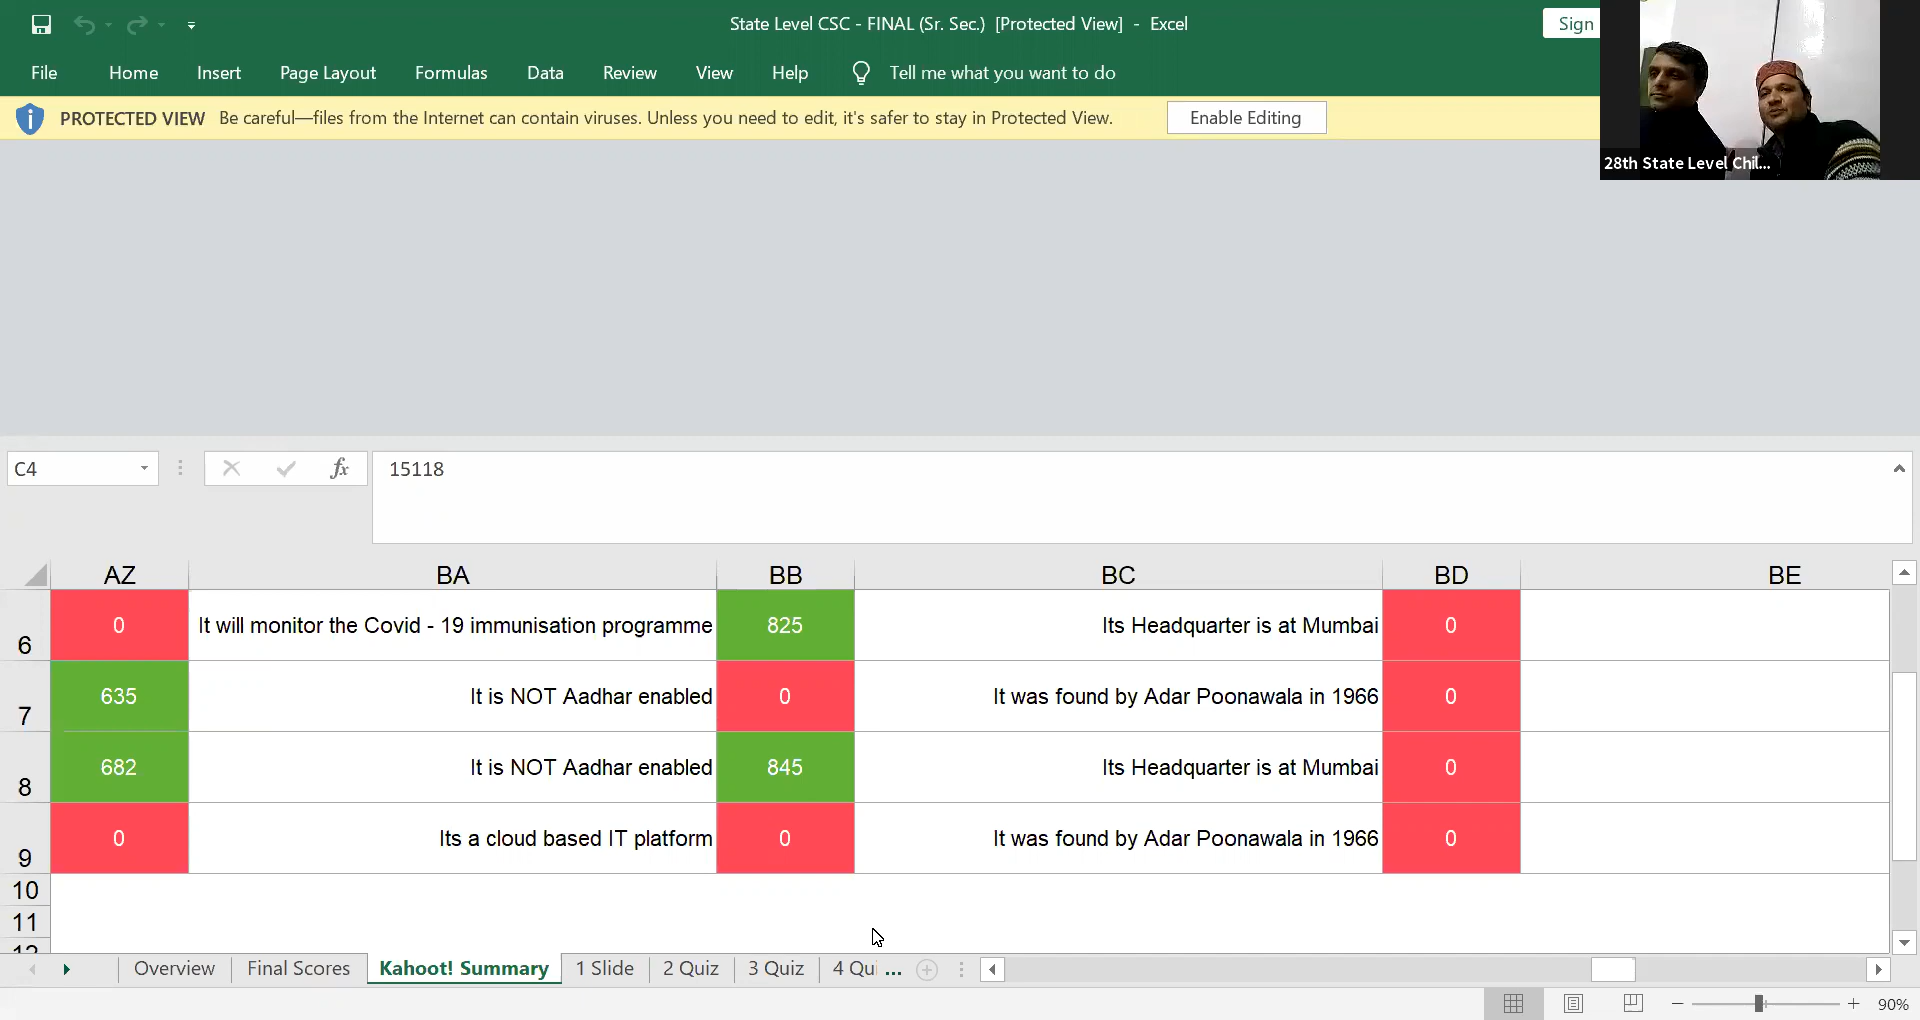 State Level CSC - FINAL (Sr. Sec.) [Protected View] - Excel
Sign
File Home Insert Page Layout Formulas Data Review View Help Tell me what you want to do
PROTECTED VIEW Be careful—files from the Internet can contain viruses. Unless you need to edit, it's safer to stay in Protected View. Enable Editing
28th State Level Chil...
C4 fx 15118
AZ BA BB BC BD BE
6 0 It will monitor the Covid - 19 immunisation programme 825 Its Headquarter is at Mumbai 0
7 635 It is NOT Aadhar enabled 0 It was found by Adar Poonawala in 1966 0
8 682 It is NOT Aadhar enabled 845 Its Headquarter is at Mumbai 0
9 0 Its a cloud based IT platform 0 It was found by Adar Poonawala in 1966 0
10
11
12
Overview Final Scores Kahoot! Summary 1 Slide 2 Quiz 3 Quiz 4 Qui ...
90%